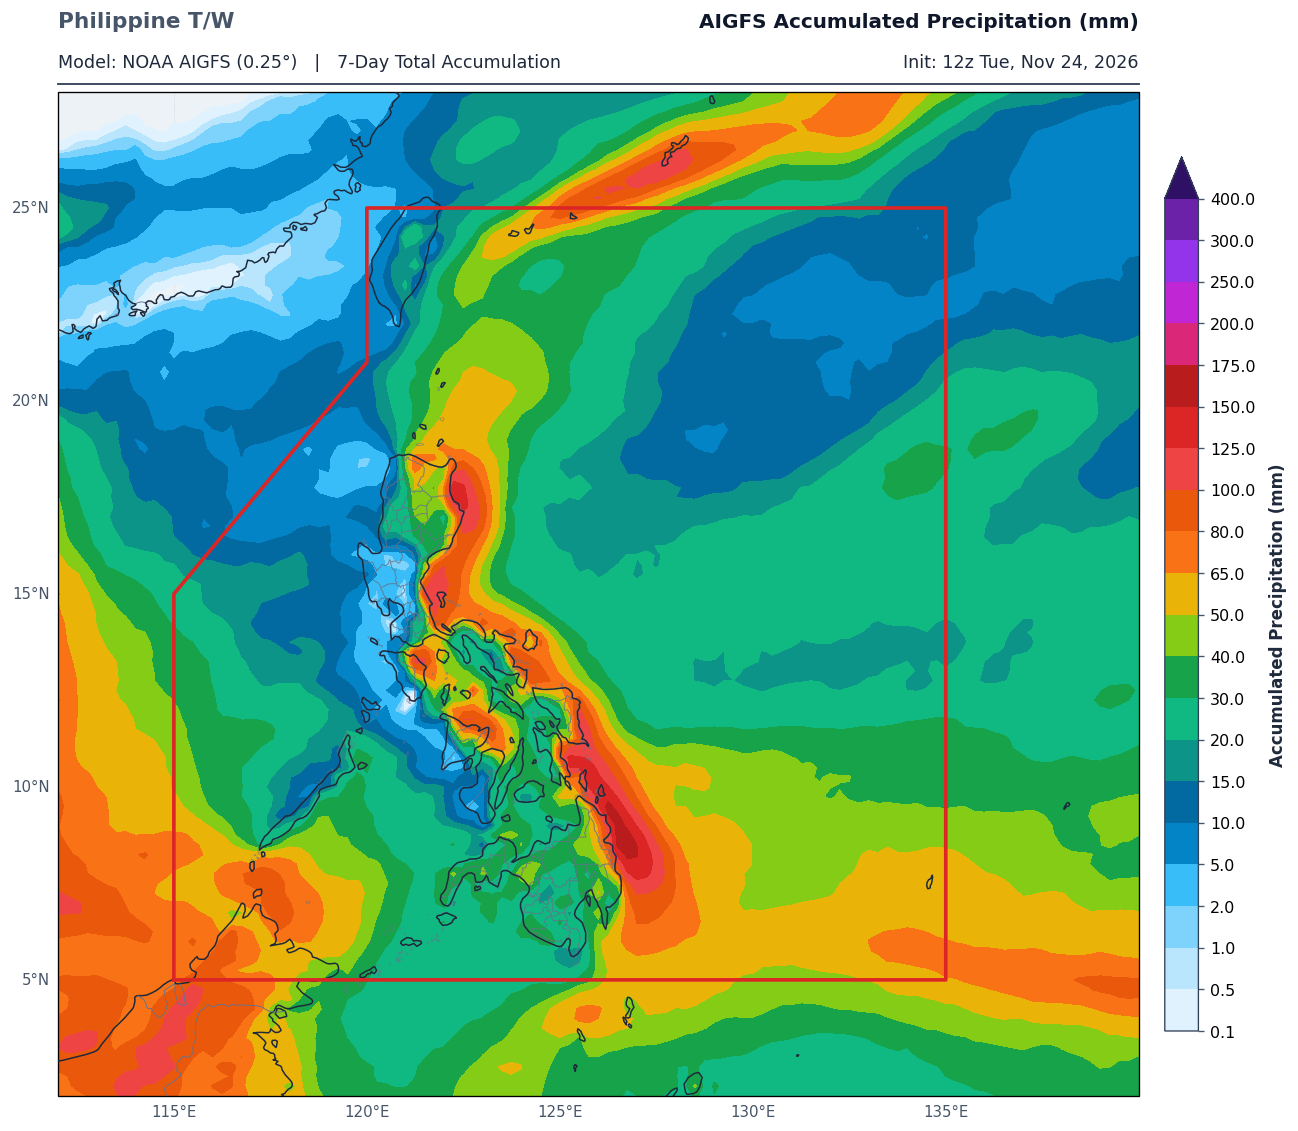 Philippine T/W
AIGFS Accumulated Precipitation (mm)
Model: NOAA AIGFS (0.25°) | 7-Day Total Accumulation
Init: 12z Tue, Nov 24, 2026
25°N
20°N
15°N
10°N
5°N
115°E
120°E
125°E
130°E
135°E
400.0
300.0
250.0
200.0
175.0
150.0
125.0
100.0
80.0
65.0
50.0
40.0
30.0
20.0
15.0
10.0
5.0
2.0
1.0
0.5
0.1
Accumulated Precipitation (mm)